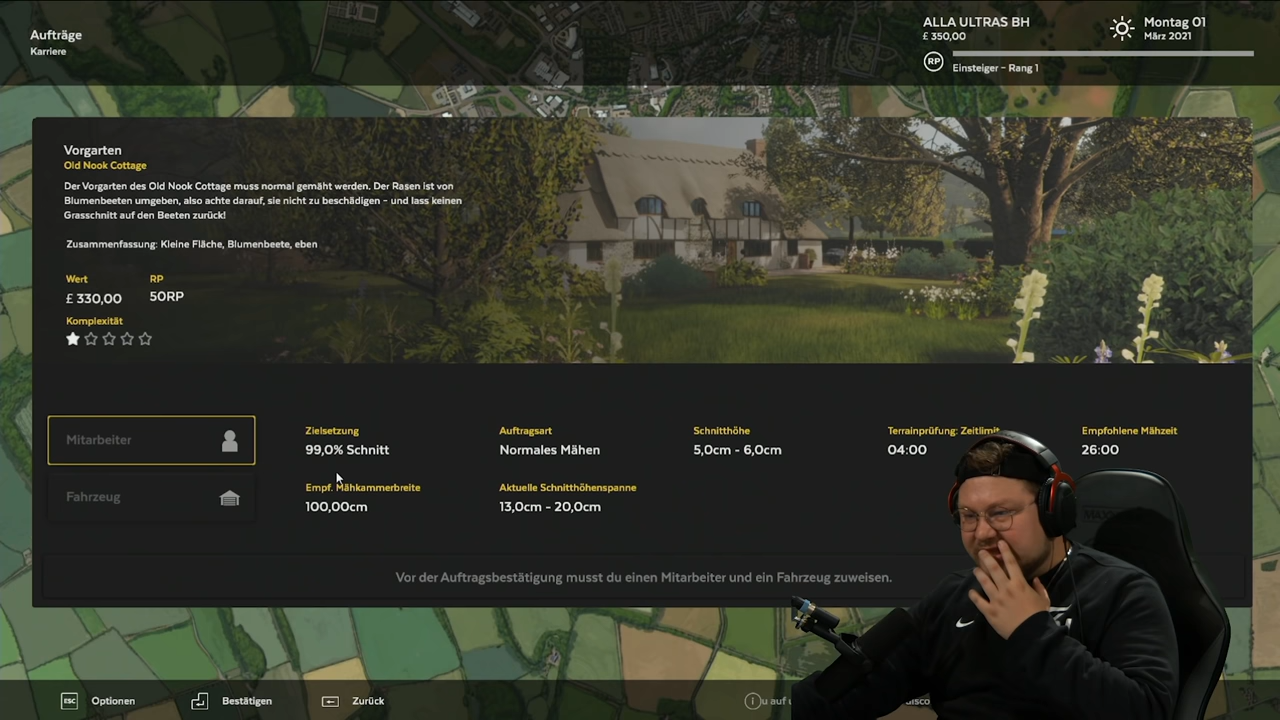 Aufträge
Karriere
ALLA ULTRAS BH
£ 350,00
Montag 01
März 2021
RP
Einsteiger - Rang 1
Vorgarten
Old Nook Cottage
Der Vorgarten des Old Nook Cottage muss normal gemäht werden. Der Rasen ist von
Blumenbeeten umgeben, also achte darauf, sie nicht zu beschädigen - und lass keinen
Grasschnitt auf den Beeten zurück!
Zusammenfassung: Kleine Fläche, Blumenbeete, eben
Wert
RP
£ 330,00
50RP
Komplexität
Mitarbeiter
Fahrzeug
Zielsetzung
99,0% Schnitt
Auftragsart
Normales Mähen
Schnitthöhe
5,0cm - 6,0cm
Terrainprüfung: Zeitlimit
04:00
Empfohlene Mähzeit
26:00
Empf. Mähkammerbreite
100,00cm
Aktuelle Schnitthöhenspanne
13,0cm - 20,0cm
Vor der Auftragsbestätigung musst du einen Mitarbeiter und ein Fahrzeug zuweisen.
ESC
Optionen
Bestätigen
Zurück